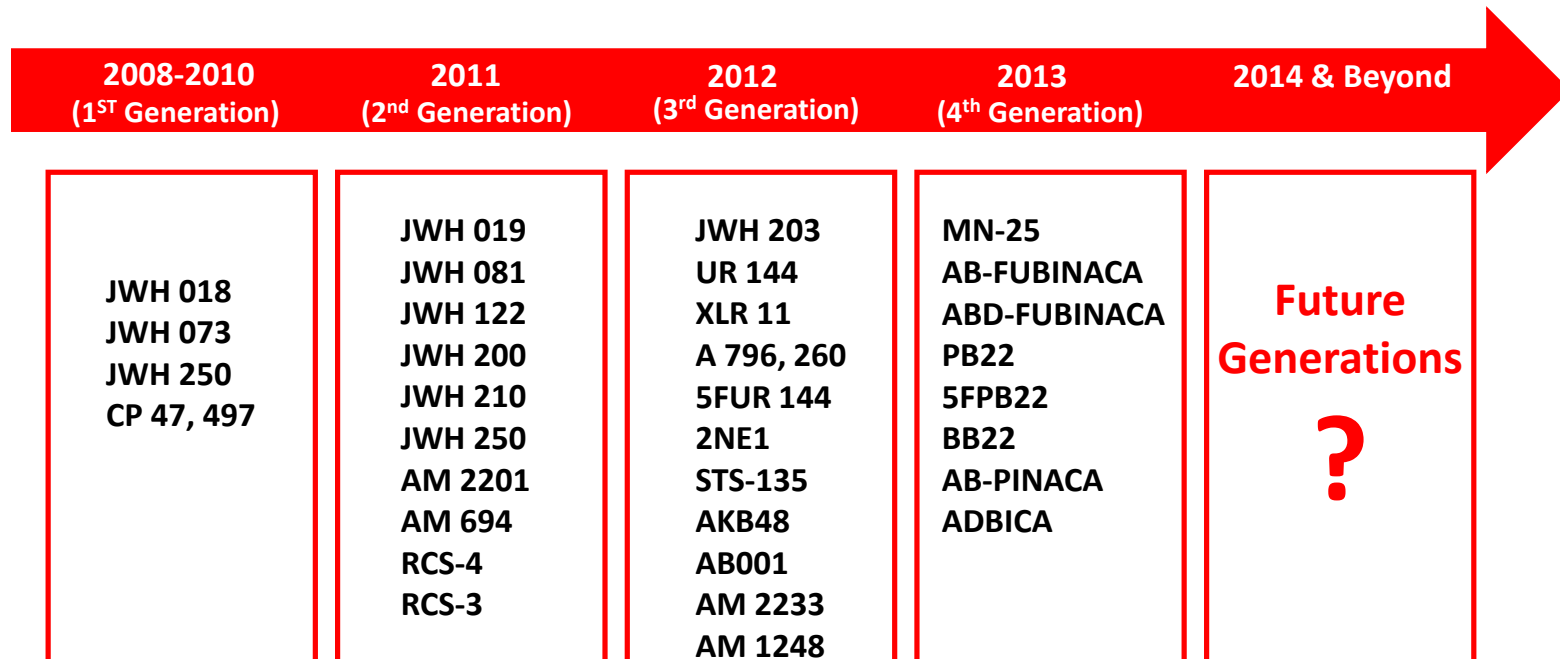 2008-2010
(1ST Generation)
2011
(2nd Generation)
2012
(3rd Generation)
2013
(4th Generation)
2014 & Beyond
JWH 018
JWH 073
JWH 250
CP 47, 497
JWH 019
JWH 081
JWH 122
JWH 200
JWH 210
JWH 250
AM 2201
AM 694
RCS-4
RCS-3
JWH 203
UR 144
XLR 11
A 796, 260
5FUR 144
2NE1
STS-135
AKB48
AB001
AM 2233
AM 1248
MN-25
AB-FUBINACA
ABD-FUBINACA
PB22
5FPB22
BB22
AB-PINACA
ADBICA
Future
Generations
?